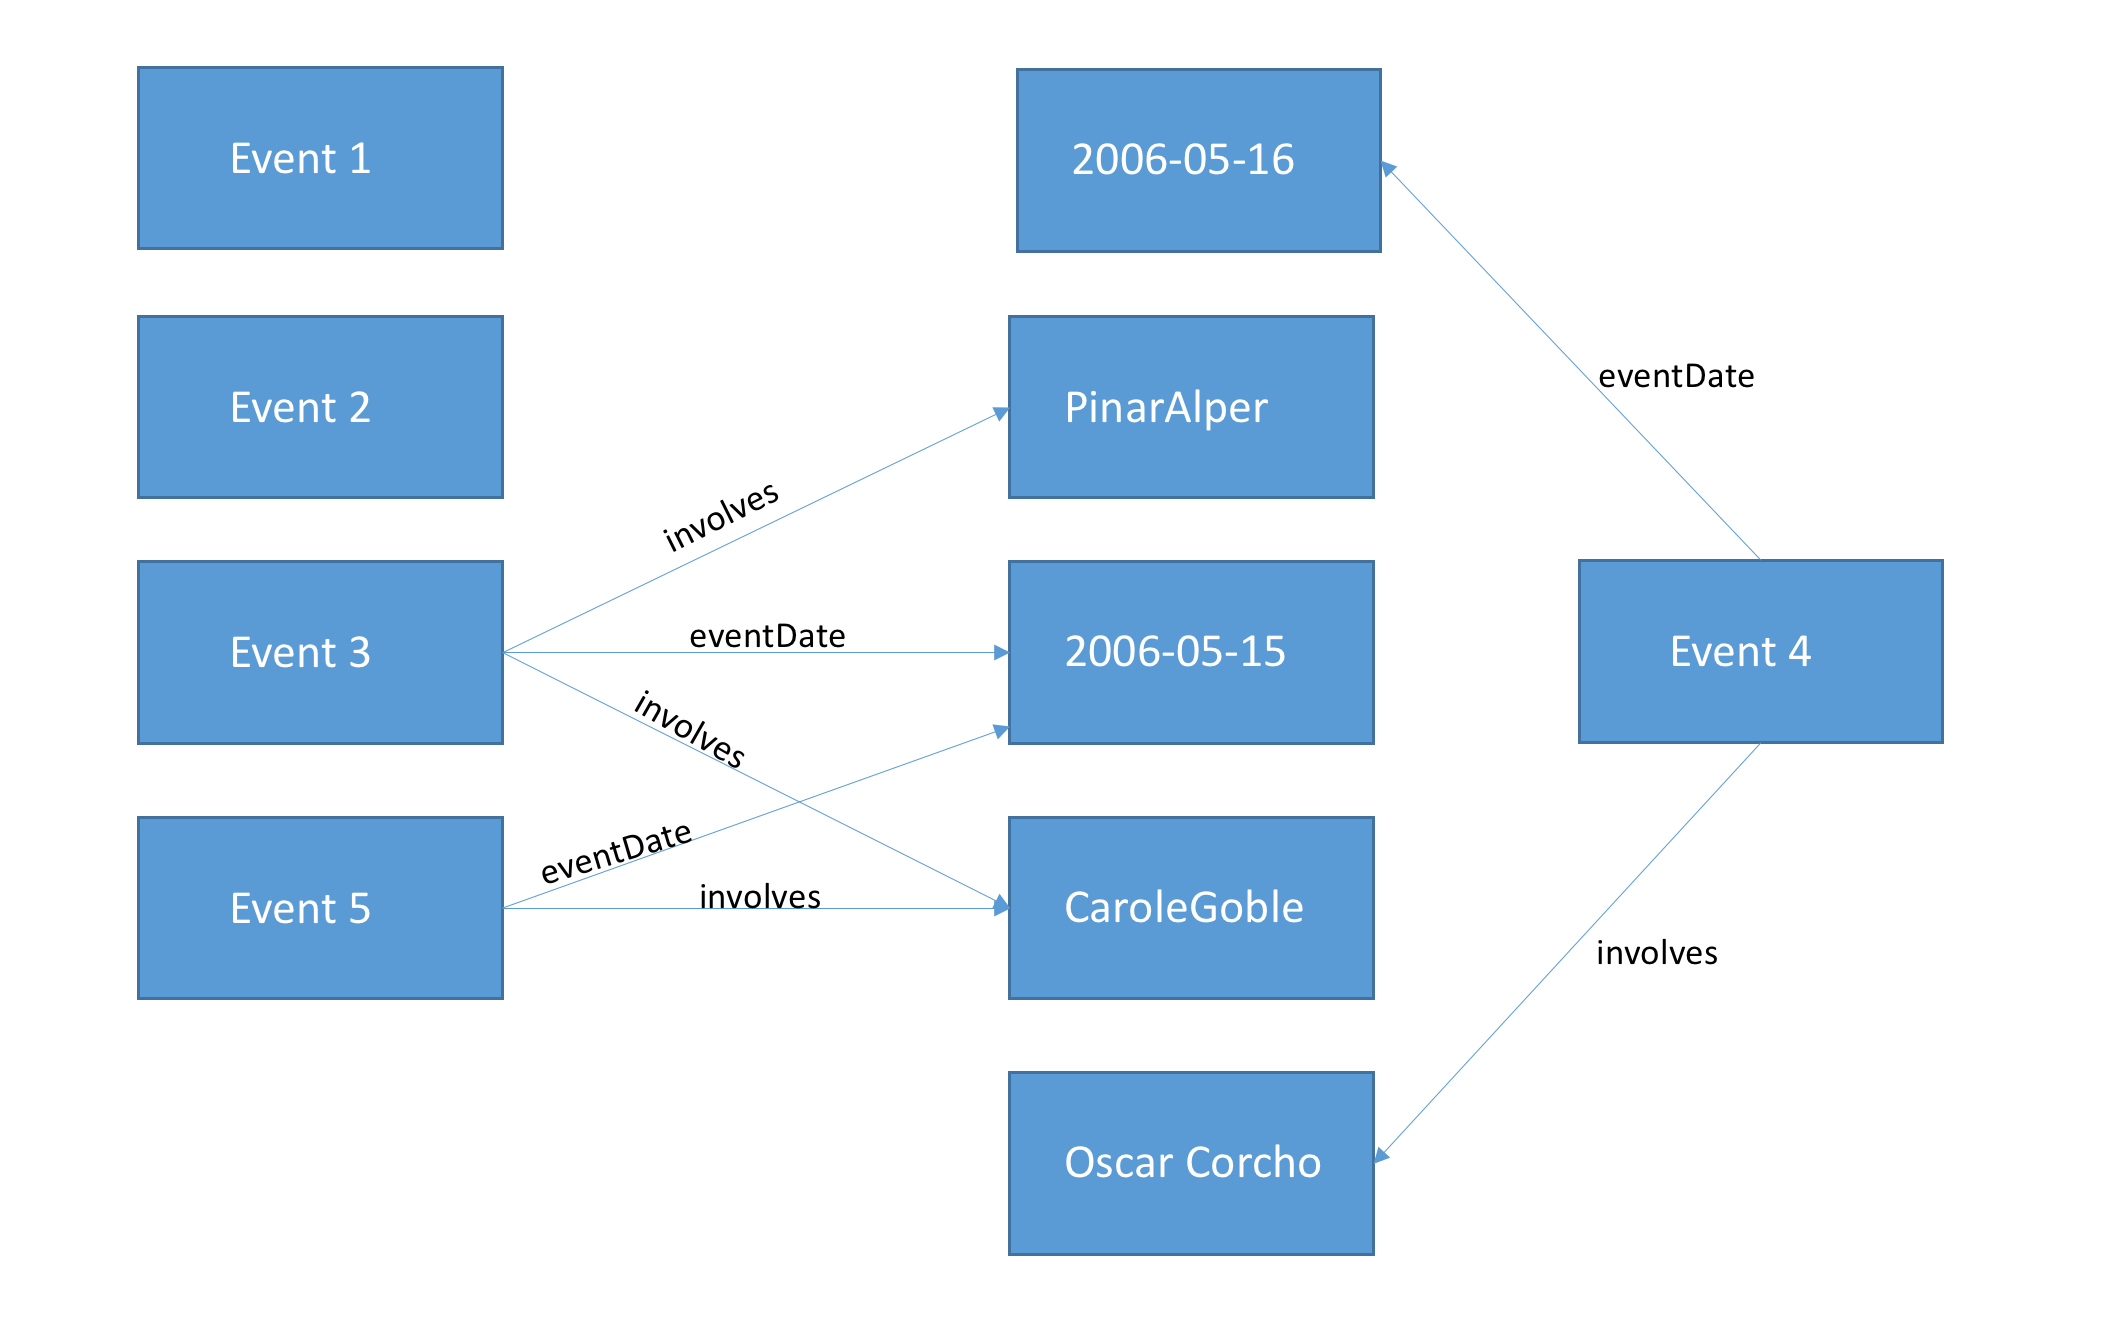 Event 1
2006-05-16
eventDate
Event 2
PinarAlper
involves
Event 3
eventDate
2006-05-15
Event 4
involves
eventDate
Event 5
involves
CaroleGoble
involves
Oscar Corcho